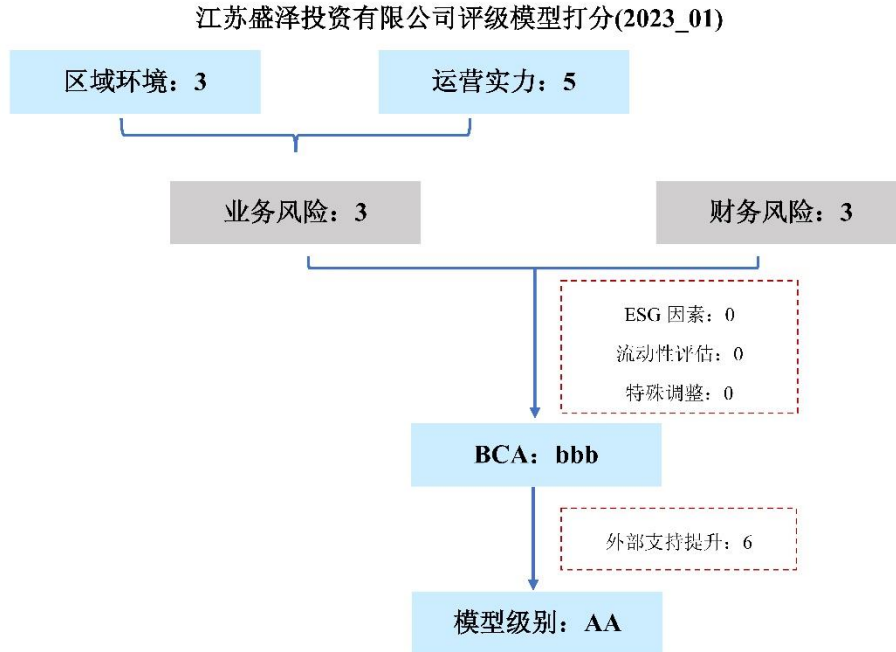 江苏盛泽投资有限公司评级模型打分(2023_01)
区域环境：3
运营实力：5
业务风险：3
财务风险：3
ESG 因素：0
流动性评估：0
特殊调整：0
BCA：bbb
外部支持提升：6
模型级别：AA